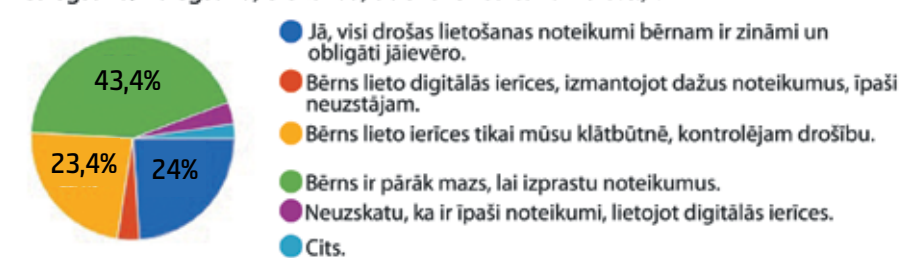 43,4%
23,4%
24%
Jā, visi drošas lietošanas noteikumi bērnam ir zināmi un
obligāti jāievēro.
Bērns lieto digitālās ierīces, izmantojot dažus noteikumus, īpaši
neuzstājam.
Bērns lieto ierīces tikai mūsu klātbūtnē, kontrolējam drošību.
Bērns ir pārāk mazs, lai izprastu noteikumus.
Neuzskatu, ka ir īpaši noteikumi, lietojot digitālās ierīces.
Cits.